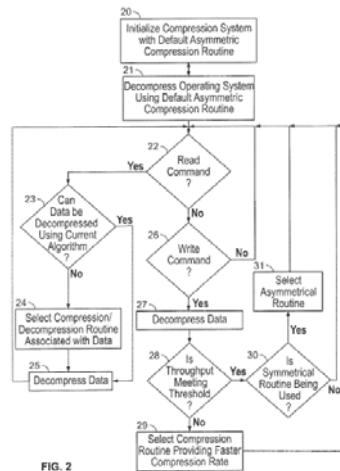 20
Initialize Compression System
with Default Asymmetric
Compression Routine
21
Decompress Operating System
Using Default Asymmetric
Compression Routine
22
Yes
Read
Command
?
No
23
Can
Data be
Decompressed
Using Current
Algorithm
?
Yes
No
26
Write
Command
?
No
Yes
31
Select
Asymmetrical
Routine
24
Select Compression/
Decompression Routine
Associated with Data
27
Decompress Data
Yes
25
Decompress Data
28
Is
Throughput
Meeting
Threshold
?
Yes
30
Is
Symmetrical
Routine Being
Used
?
No
No
29
Select Compression
Routine Providing Faster
Compression Rate
FIG. 2